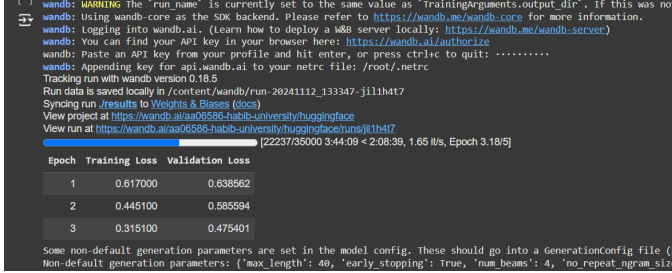 wandb: WARNING The `run_name` is currently set to the same value as `TrainingArguments.output_dir`. If this was not
wandb: Using wandb-core as the SDK backend. Please refer to https://wandb.me/wandb-core for more information.
wandb: Logging into wandb.ai. (Learn how to deploy a W&B server locally: https://wandb.me/wandb-server)
wandb: You can find your API key in your browser here: https://wandb.ai/authorize
wandb: Paste an API key from your profile and hit enter, or press ctrl+c to quit: ··········
wandb: Appending key for api.wandb.ai to your netrc file: /root/.netrc
Tracking run with wandb version 0.18.5
Run data is saved locally in /content/wandb/run-20241112_133347-jil1h4t7
Syncing run ./results to Weights & Biases (docs)
View project at https://wandb.ai/aa06586-habib-university/huggingface
View run at https://wandb.ai/aa06586-habib-university/huggingface/runs/jil1h4t7
[22237/35000 3:44:09 < 2:08:39, 1.65 it/s, Epoch 3.18/5]
Epoch Training Loss Validation Loss
1 0.617000 0.638562
2 0.445100 0.585594
3 0.315100 0.475401
Some non-default generation parameters are set in the model config. These should go into a GenerationConfig file (
Non-default generation parameters: {'max_length': 40, 'early_stopping': True, 'num_beams': 4, 'no_repeat_ngram_siz